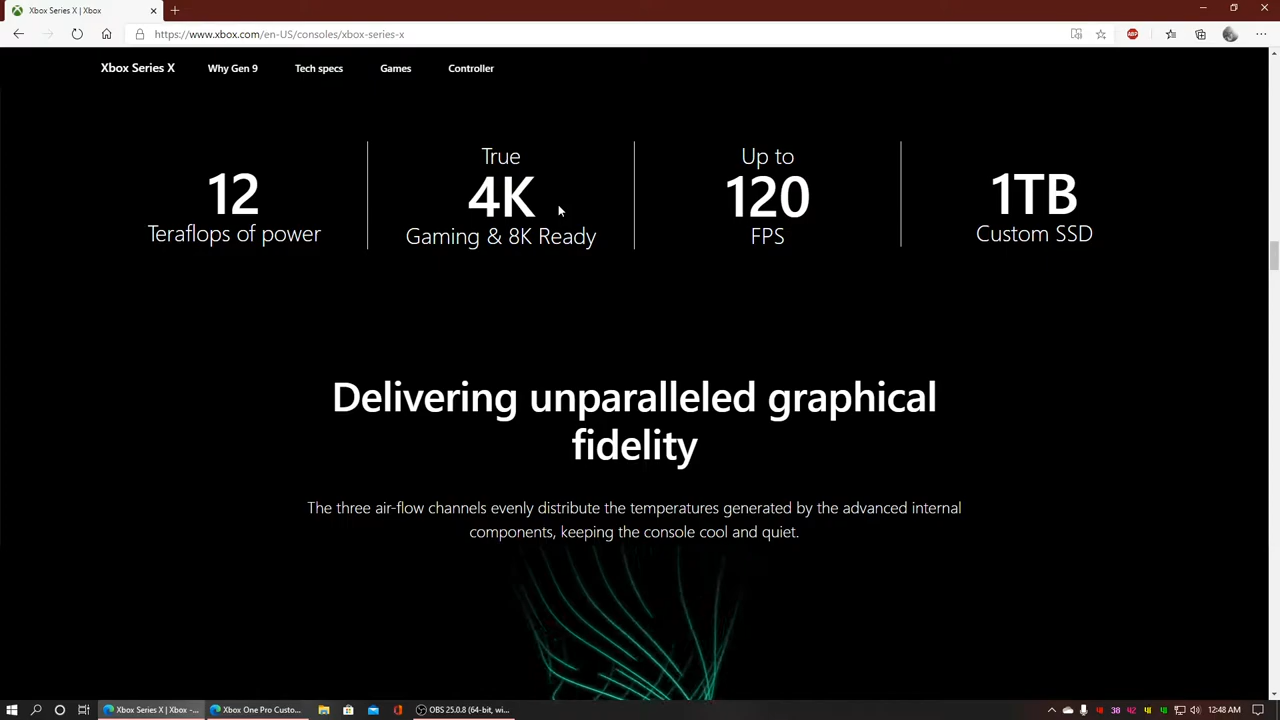 Xbox Series X | Xbox
https://www.xbox.com/en-US/consoles/xbox-series-x
ABP
Xbox Series X Why Gen 9 Tech specs Games Controller
12
Teraflops of power
True
4K
Gaming & 8K Ready
Up to
120
FPS
1TB
Custom SSD
Delivering unparalleled graphical
fidelity
The three air-flow channels evenly distribute the temperatures generated by the advanced internal
components, keeping the console cool and quiet.
Xbox Series X | Xbox -... Xbox One Pro Custo... OBS 25.0.8 (64-bit, wi... 38 12:48 AM